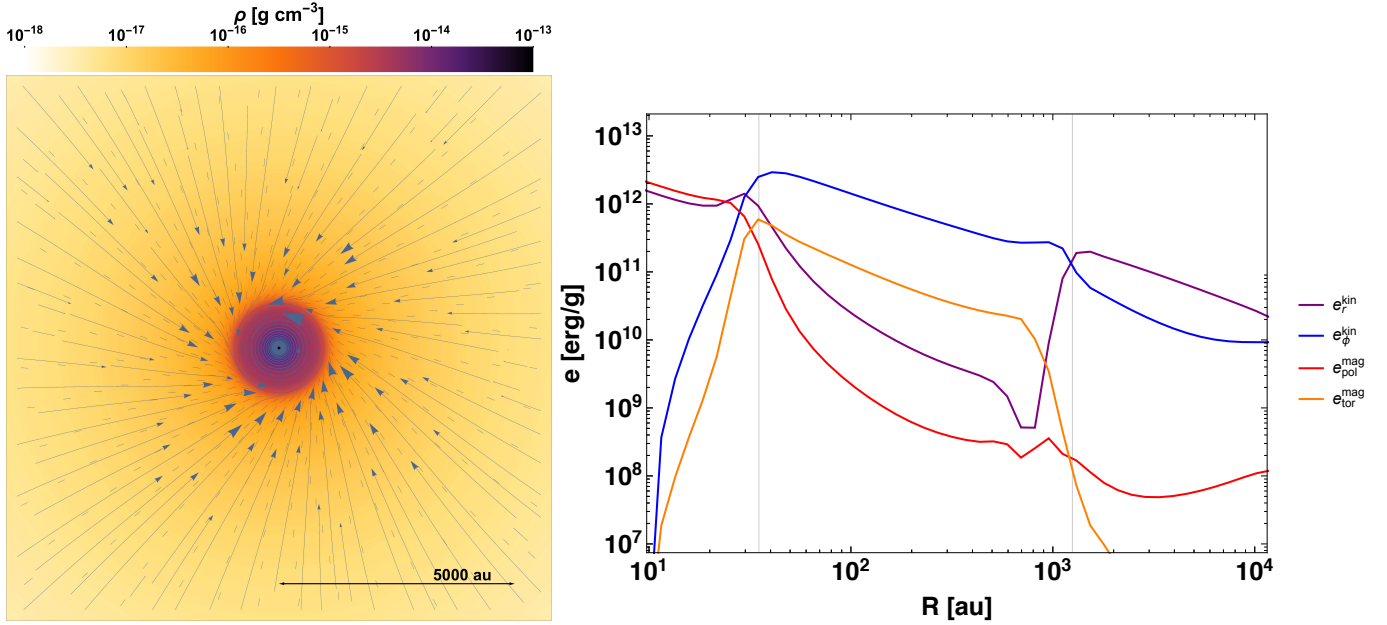 ρ [g cm⁻³]
10⁻¹⁸ 10⁻¹⁷ 10⁻¹⁶ 10⁻¹⁵ 10⁻¹⁴ 10⁻¹³
5000 au
e [erg/g]
10¹³
10¹²
10¹¹
10¹⁰
10⁹
10⁸
10⁷
10¹ 10² 10³ 10⁴
R [au]
e_r^kin
e_ϕ^kin
e_pol^mag
e_tor^mag